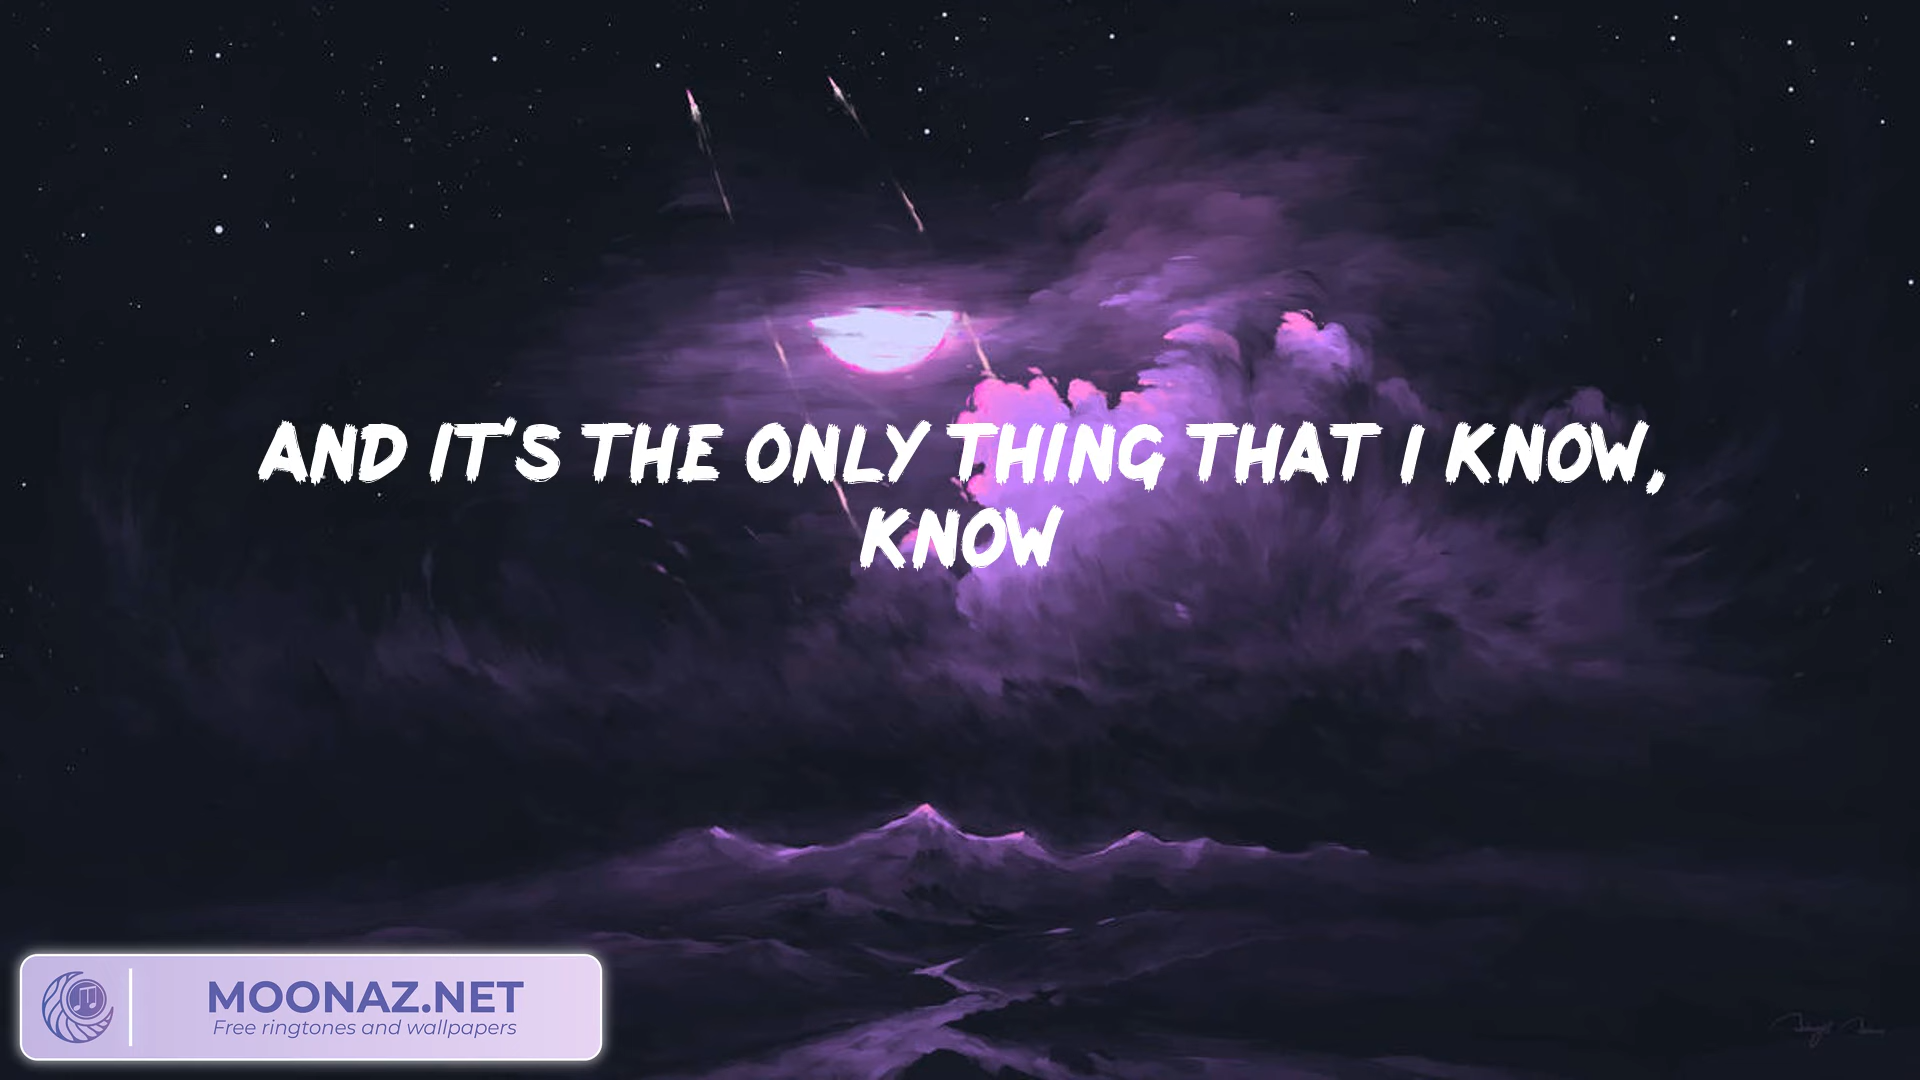 AND IT'S THE ONLY THING THAT I KNOW,
KNOW
MOONAZ.NET
Free ringtones and wallpapers